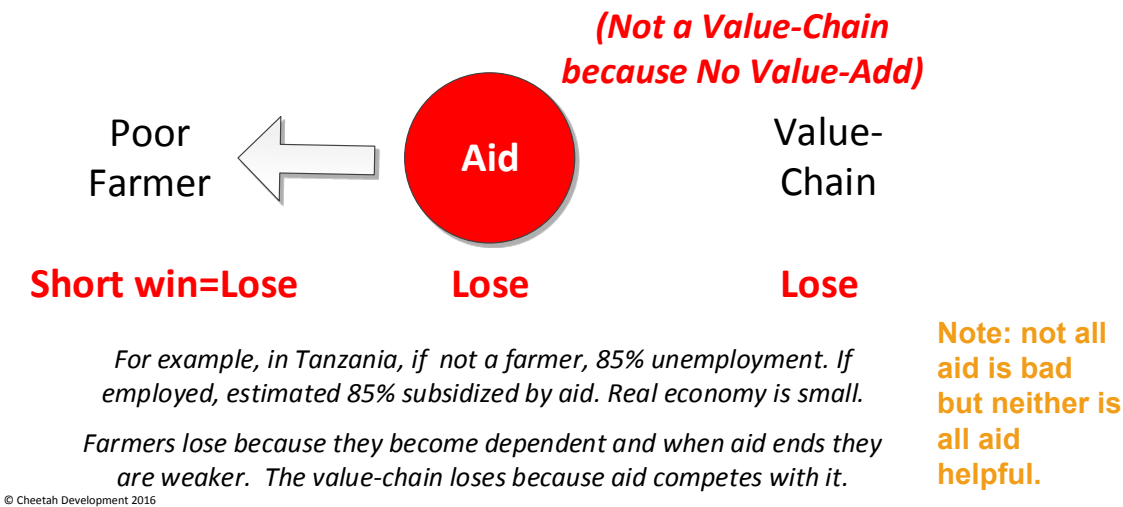 (Not a Value-Chain
because No Value-Add)
Poor
Farmer
Aid
Value-
Chain
Short win=Lose
Lose
Lose
For example, in Tanzania, if not a farmer, 85% unemployment. If
employed, estimated 85% subsidized by aid. Real economy is small.
Farmers lose because they become dependent and when aid ends they
are weaker. The value-chain loses because aid competes with it.
Note: not all
aid is bad
but neither is
all aid
helpful.
© Cheetah Development 2016